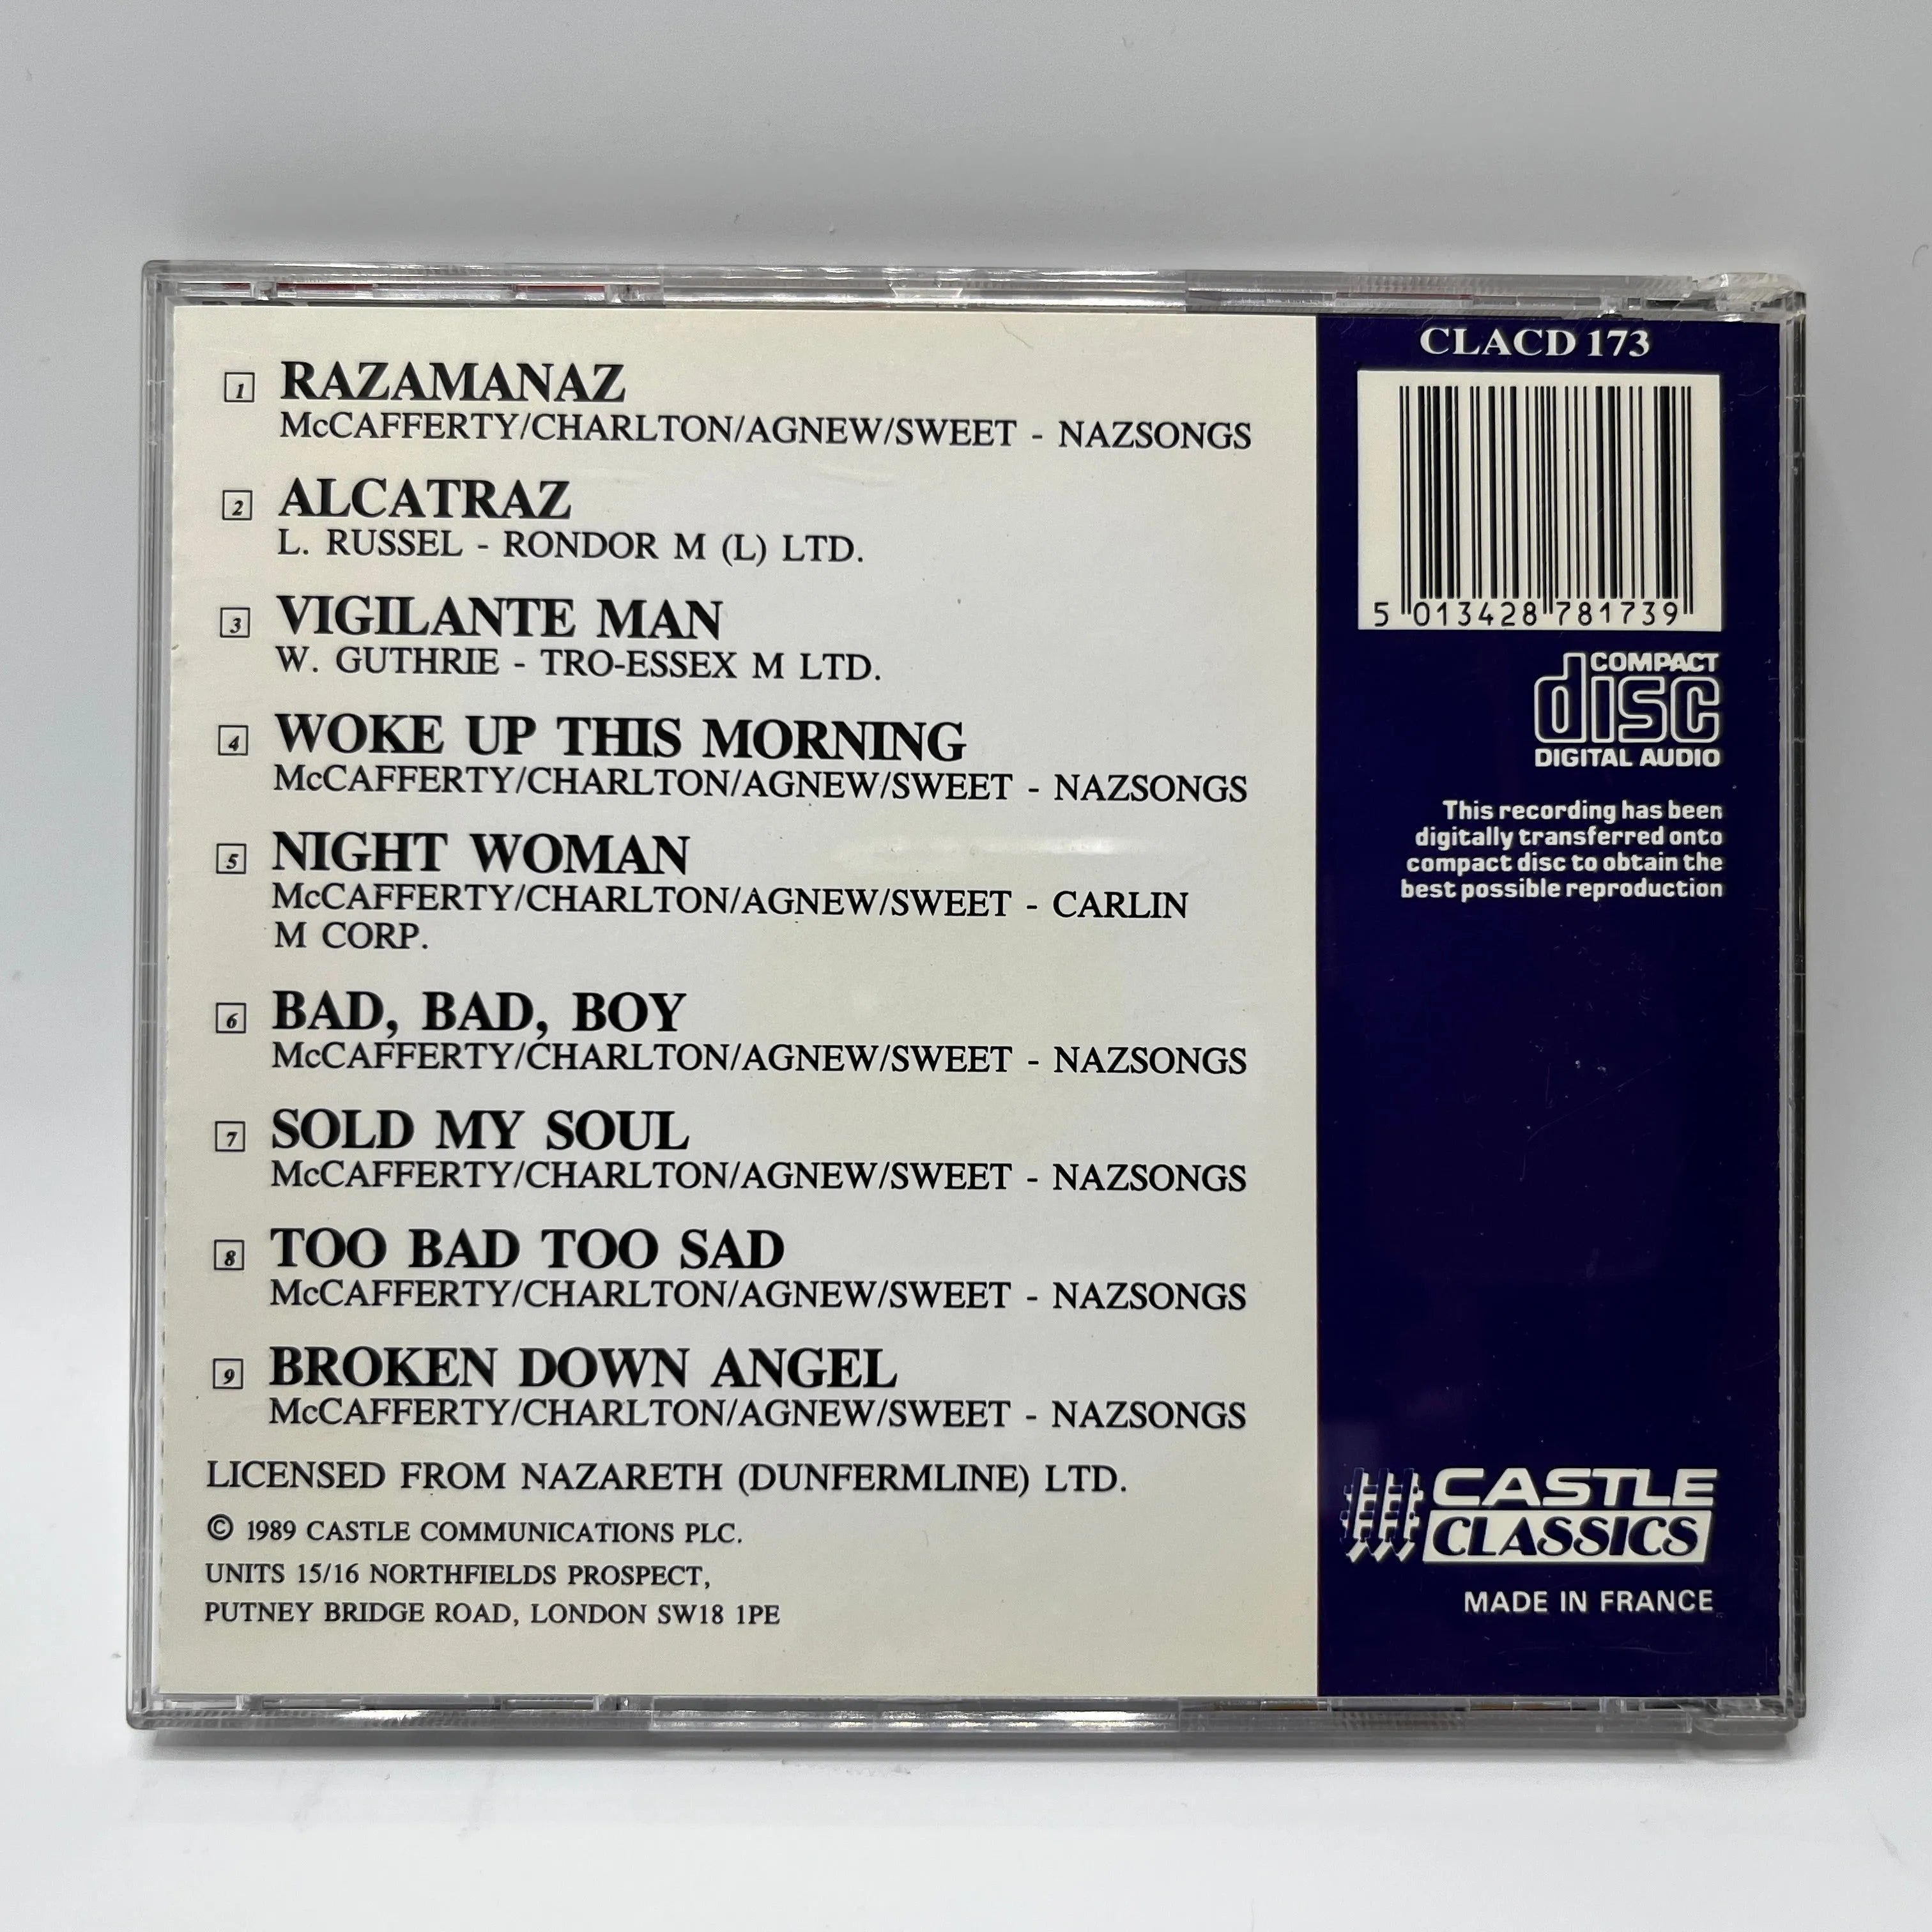 1 RAZAMANAZ
McCAFFERTY/CHARLTON/AGNEW/SWEET - NAZSONGS
2 ALCATRAZ
L. RUSSEL - RONDOR M (L) LTD.
3 VIGILANTE MAN
W. GUTHRIE - TRO-ESSEX M LTD.
4 WOKE UP THIS MORNING
McCAFFERTY/CHARLTON/AGNEW/SWEET - NAZSONGS
5 NIGHT WOMAN
McCAFFERTY/CHARLTON/AGNEW/SWEET - CARLIN
M CORP.
6 BAD, BAD, BOY
McCAFFERTY/CHARLTON/AGNEW/SWEET - NAZSONGS
7 SOLD MY SOUL
McCAFFERTY/CHARLTON/AGNEW/SWEET - NAZSONGS
8 TOO BAD TOO SAD
McCAFFERTY/CHARLTON/AGNEW/SWEET - NAZSONGS
9 BROKEN DOWN ANGEL
McCAFFERTY/CHARLTON/AGNEW/SWEET - NAZSONGS
LICENSED FROM NAZARETH (DUNFERMLINE) LTD.
© 1989 CASTLE COMMUNICATIONS PLC.
UNITS 15/16 NORTHFIELDS PROSPECT,
PUTNEY BRIDGE ROAD, LONDON SW18 1PE
CLACD 173
5 013428 781739
COMPACT
disc
DIGITAL AUDIO
This recording has been
digitally transferred onto
compact disc to obtain the
best possible reproduction
CASTLE
CLASSICS
MADE IN FRANCE